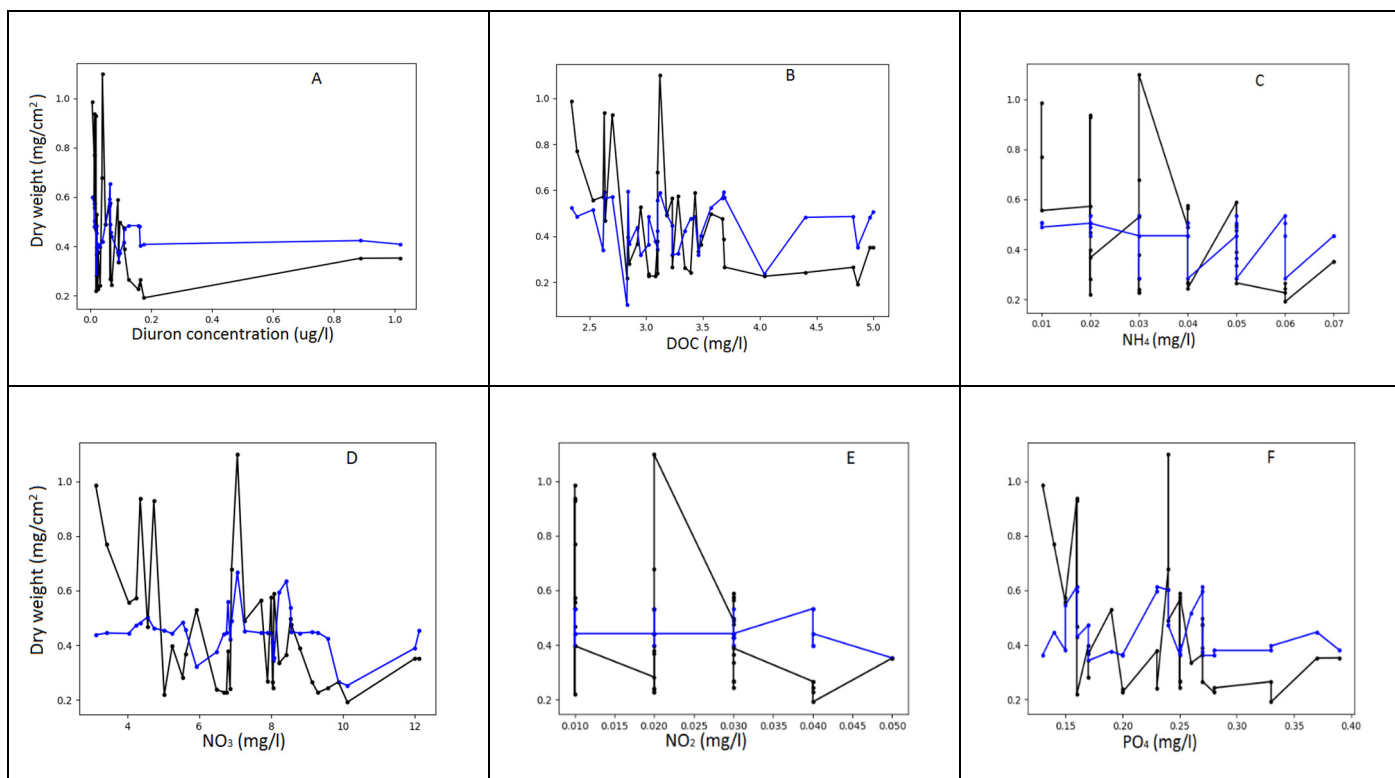 A
Dry weight (mg/cm²)
1.0
0.8
0.6
0.4
0.2
0.0 0.2 0.4 0.6 0.8 1.0
Diuron concentration (ug/l)
B
1.0
0.8
0.6
0.4
0.2
2.5 3.0 3.5 4.0 4.5 5.0
DOC (mg/l)
C
1.0
0.8
0.6
0.4
0.2
0.01 0.02 0.03 0.04 0.05 0.06 0.07
NH₄ (mg/l)
D
Dry weight (mg/cm²)
1.0
0.8
0.6
0.4
0.2
4 6 8 10 12
NO₃ (mg/l)
E
1.0
0.8
0.6
0.4
0.2
0.010 0.015 0.020 0.025 0.030 0.035 0.040 0.045 0.050
NO₂ (mg/l)
F
1.0
0.8
0.6
0.4
0.2
0.15 0.20 0.25 0.30 0.35 0.40
PO₄ (mg/l)